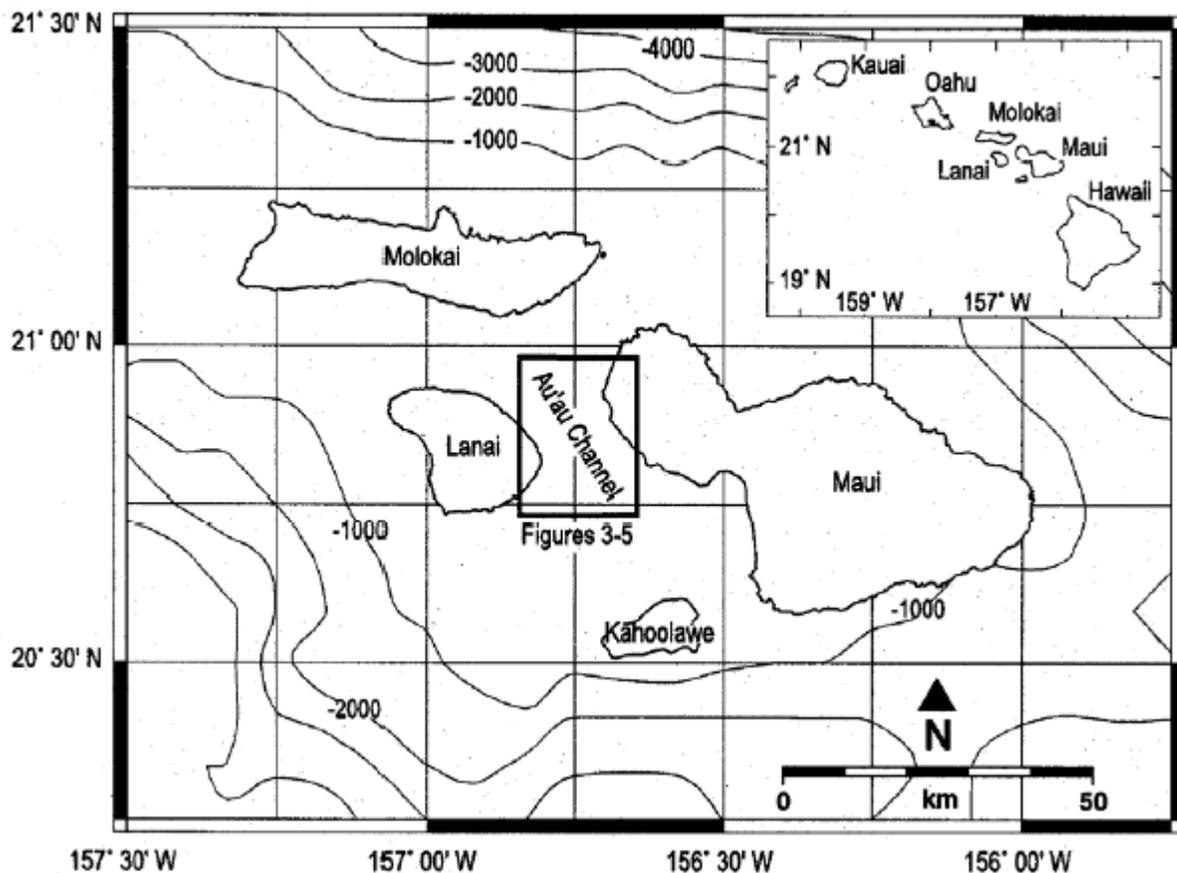 21° 30' N
-4000
-3000
-2000
-1000
Kauai
Oahu
Molokai
21° N
Maui
Lanai
Hawaii
19° N
159° W
157° W
Molokai
21° 00' N
Au'au Channel
Lanai
Maui
-1000
Figures 3-5
-1000
Kahoolawe
20° 30' N
-2000
N
0
km
50
157° 30' W
157° 00' W
156° 30' W
156° 00' W